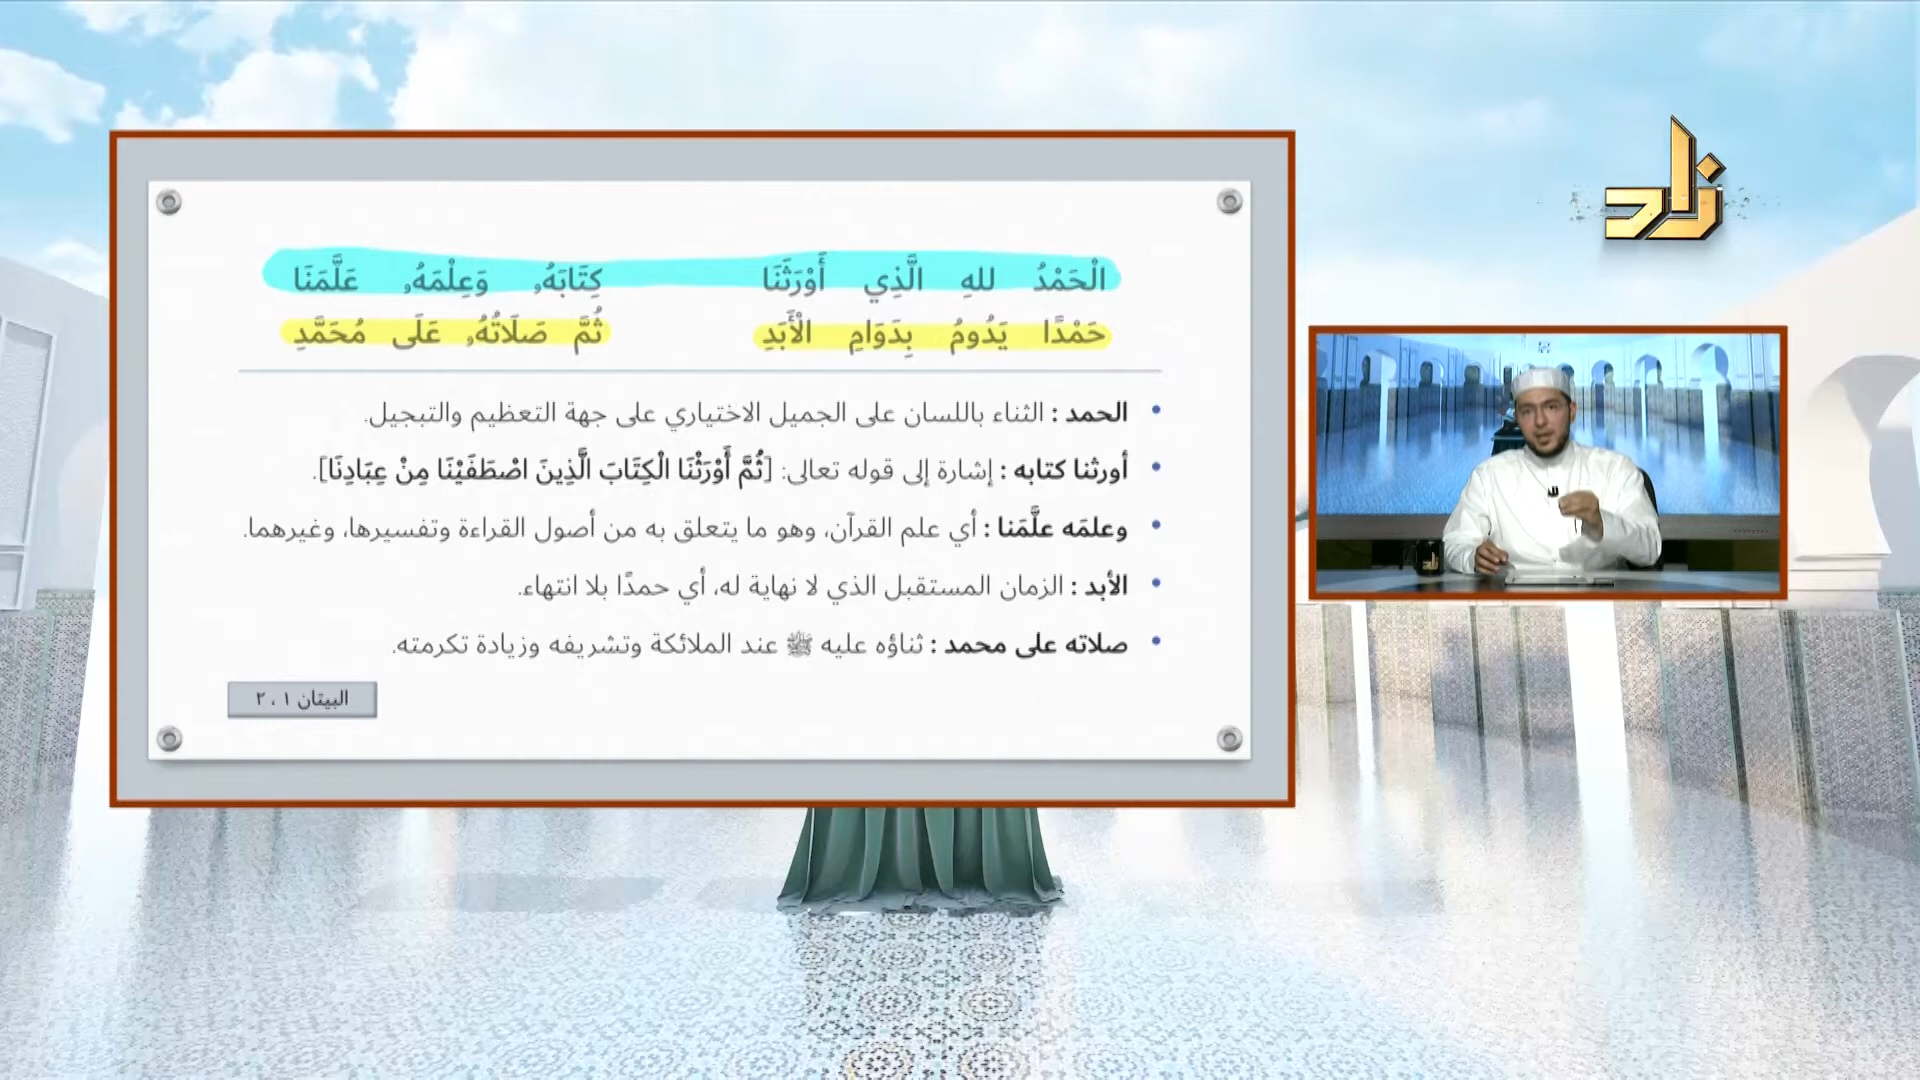 الْحَمْدُ للهِ الَّذِي أَوْرَثَنَا كِتَابَهُۥ وَعِلْمَهُۥ عَلَّمَنَا
حَمْدًا يَدُومُ بِدَوَامِ الْأَبَدِ ثُمَّ صَلَاتُهُۥ عَلَى مُحَمَّدِ
• الحمد : الثناء باللسان على الجميل الاختياري على جهة التعظيم والتبجيل.
• أورثنا كتابه : إشارة إلى قوله تعالى: [ثُمَّ أَوْرَثْنَا الْكِتَابَ الَّذِينَ اصْطَفَيْنَا مِنْ عِبَادِنَا].
• وعلمَه علَّمَنا : أي علم القرآن، وهو ما يتعلق به من أصول القراءة وتفسيرها، وغيرهما.
• الأبد : الزمان المستقبل الذي لا نهاية له، أي حمدًا بلا انتهاء.
• صلاته على محمد : ثناؤه عليه ﷺ عند الملائكة وتشريفه وزيادة تكرمته.
البيتان ١ ، ٢
زاد
زاد